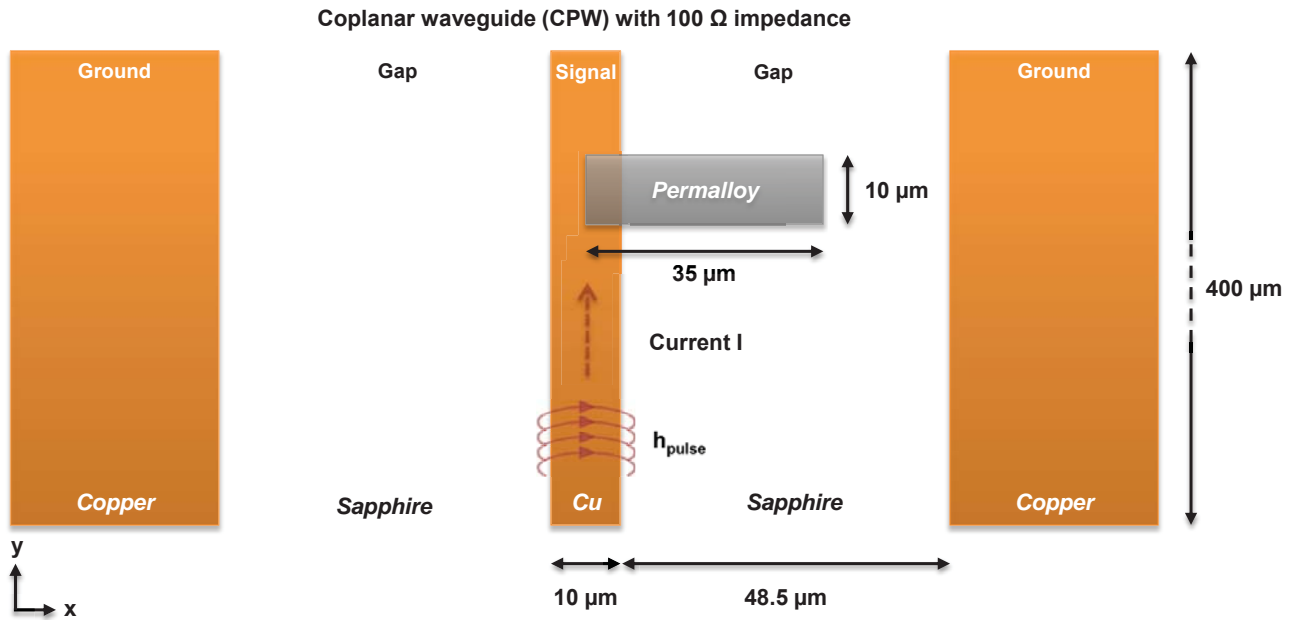 Coplanar waveguide (CPW) with 100 Ω impedance
Ground
Gap
Signal
Gap
Ground
Permalloy
10 µm
35 µm
400 µm
Current I
hpulse
Copper
Sapphire
Cu
Sapphire
Copper
y
x
10 µm
48.5 µm